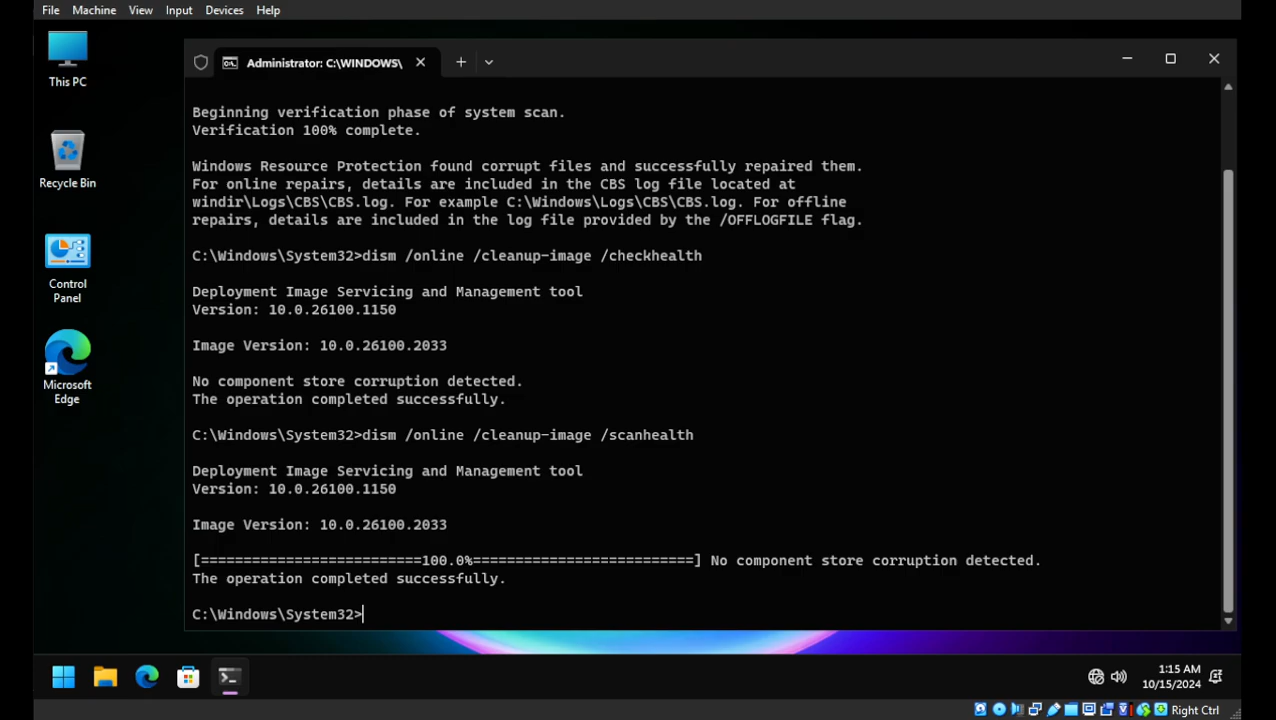 File Machine View Input Devices Help
This PC
Recycle Bin
Control
Panel
Microsoft
Edge
Administrator: C:\WINDOWS\
Beginning verification phase of system scan.
Verification 100% complete.
Windows Resource Protection found corrupt files and successfully repaired them.
For online repairs, details are included in the CBS log file located at
windir\Logs\CBS\CBS.log. For example C:\Windows\Logs\CBS\CBS.log. For offline
repairs, details are included in the log file provided by the /OFFLOGFILE flag.
C:\Windows\System32>dism /online /cleanup-image /checkhealth
Deployment Image Servicing and Management tool
Version: 10.0.26100.1150
Image Version: 10.0.26100.2033
No component store corruption detected.
The operation completed successfully.
C:\Windows\System32>dism /online /cleanup-image /scanhealth
Deployment Image Servicing and Management tool
Version: 10.0.26100.1150
Image Version: 10.0.26100.2033
[==========================100.0%==========================] No component store corruption detected.
The operation completed successfully.
C:\Windows\System32>
1:15 AM
10/15/2024
Right Ctrl